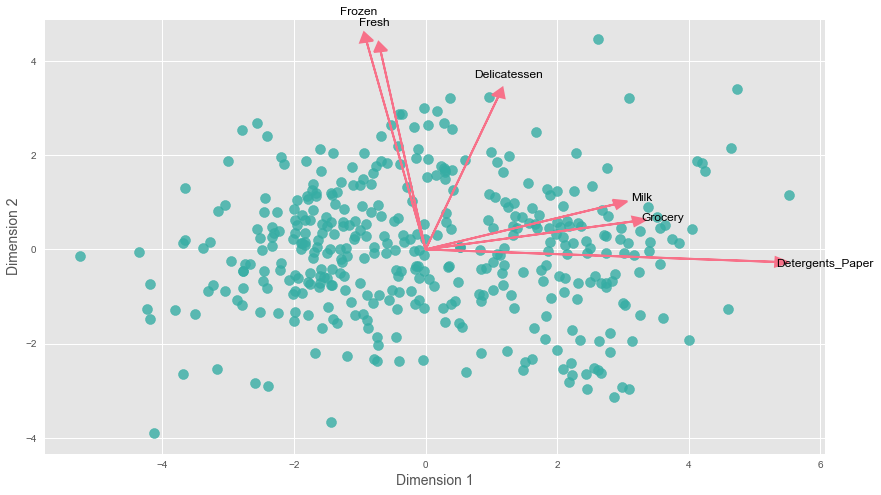 Frozen
Fresh
Delicatessen
Milk
Grocery
Detergents_Paper
4
2
0
−2
−4
Dimension 2
−4 −2 0 2 4 6
Dimension 1